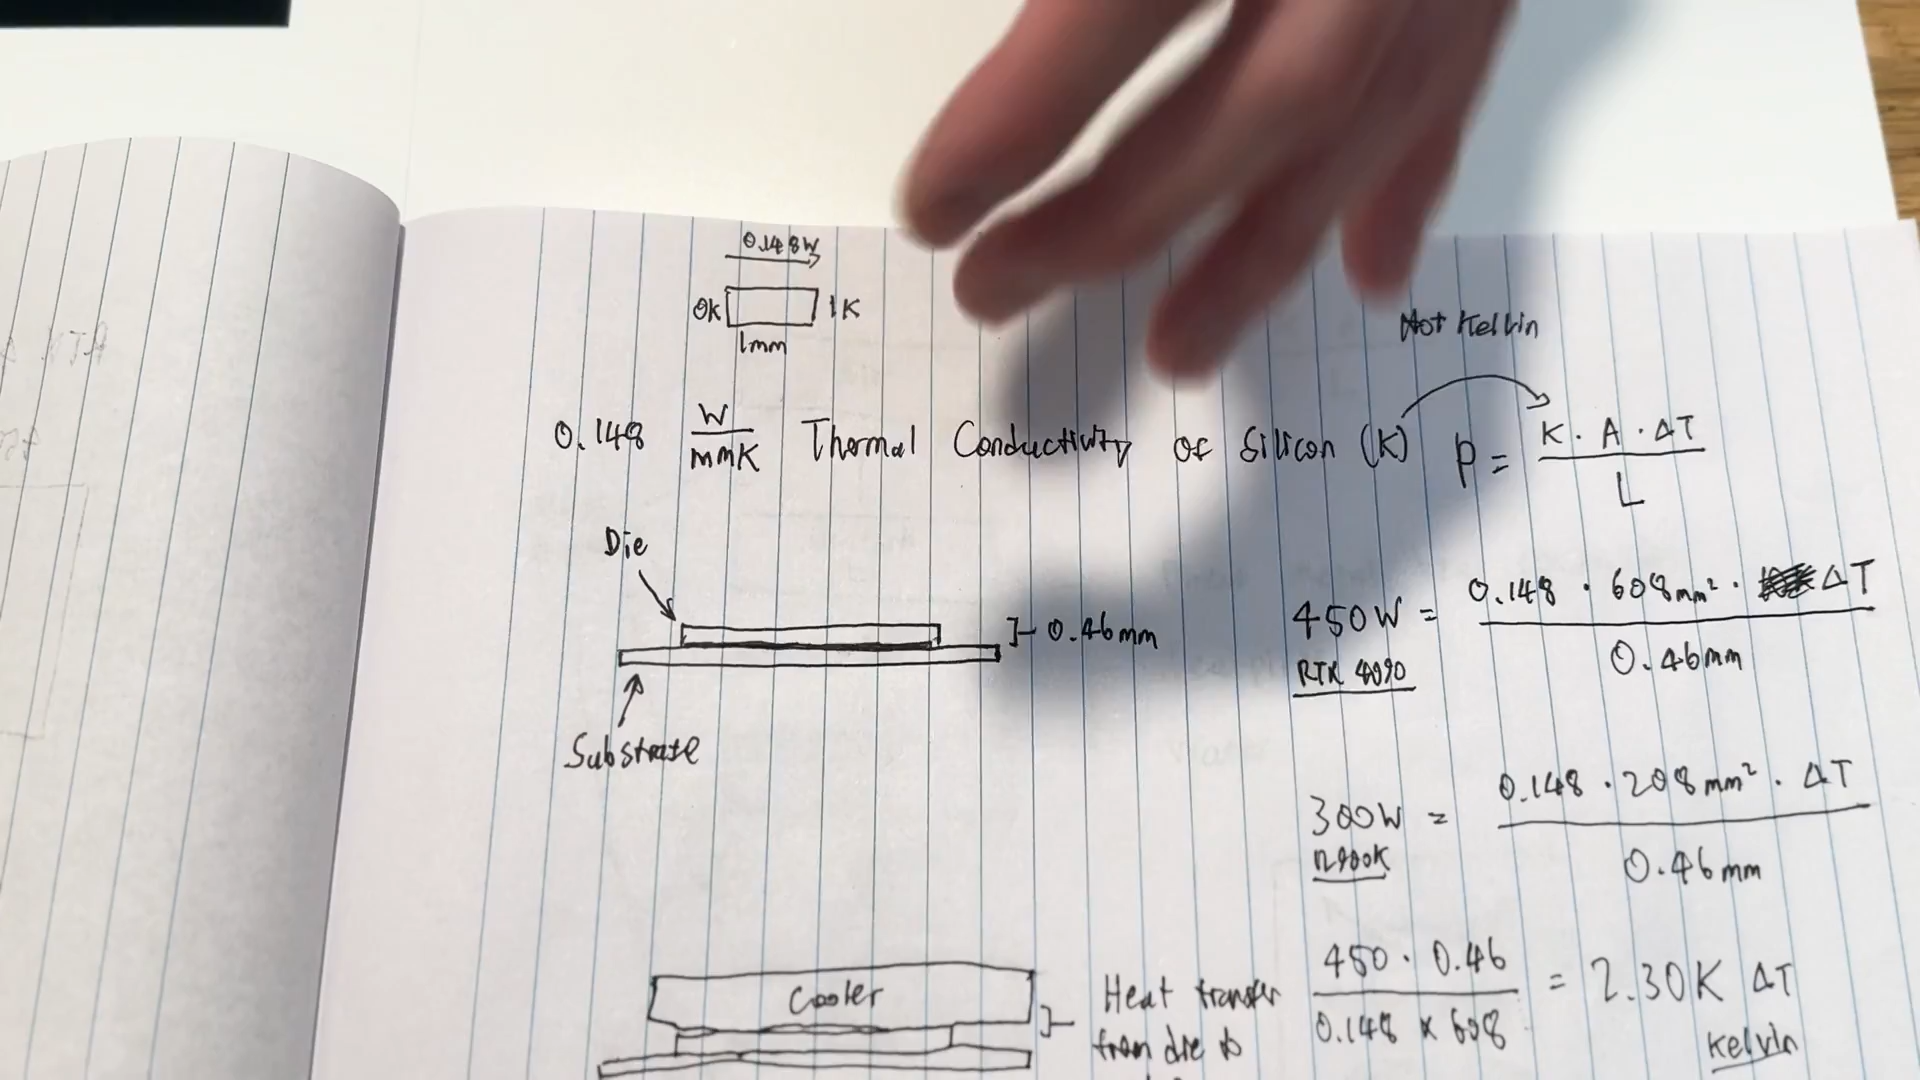 0.148W
0K
1K
1mm
0.148 W/mmK Thermal Conductivity of Silicon (K)
Not Kelvin
P = K · A · ΔT / L
Die
0.46mm
Substrate
450W = 0.148 · 608mm² · ΔT / 0.46mm
RTX 4090
300W = 0.148 · 208mm² · ΔT / 0.46mm
12900K
450 · 0.46 / 0.148 × 608 = 2.30K ΔT
Kelvin
Cooler
Heat transfer
from die to